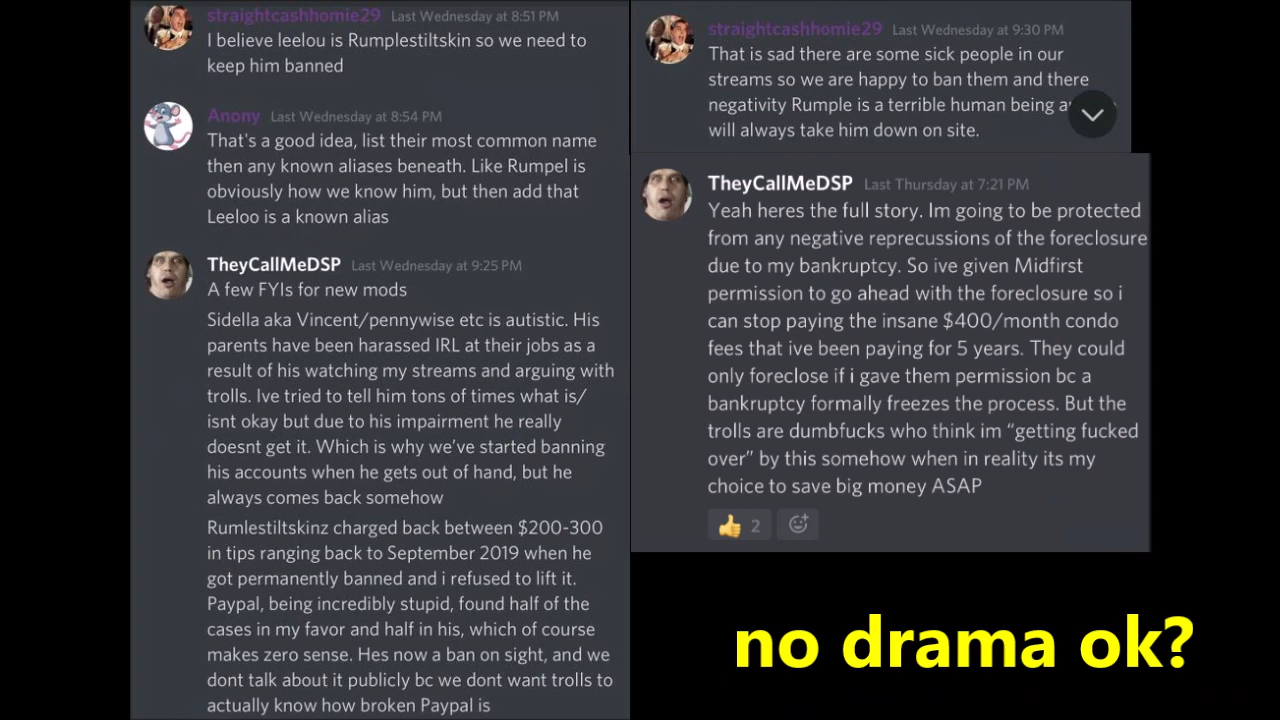 straightcashhomie29 Last Wednesday at 8:51 PM
I believe leelou is Rumplestiltskin so we need to
keep him banned
Anony Last Wednesday at 8:54 PM
That's a good idea, list their most common name
then any known aliases beneath. Like Rumpel is
obviously how we know him, but then add that
Leeloo is a known alias
TheyCallMeDSP Last Wednesday at 9:25 PM
A few FYIs for new mods
Sidella aka Vincent/pennywise etc is autistic. His
parents have been harassed IRL at their jobs as a
result of his watching my streams and arguing with
trolls. Ive tried to tell him tons of times what is/
isnt okay but due to his impairment he really
doesnt get it. Which is why we've started banning
his accounts when he gets out of hand, but he
always comes back somehow
Rumlestiltskinz charged back between $200-300
in tips ranging back to September 2019 when he
got permanently banned and i refused to lift it.
Paypal, being incredibly stupid, found half of the
cases in my favor and half in his, which of course
makes zero sense. Hes now a ban on sight, and we
dont talk about it publicly bc we dont want trolls to
actually know how broken Paypal is
straightcashhomie29 Last Wednesday at 9:30 PM
That is sad there are some sick people in our
streams so we are happy to ban them and there
negativity Rumple is a terrible human being
will always take him down on site.
TheyCallMeDSP Last Thursday at 7:21 PM
Yeah heres the full story. Im going to be protected
from any negative reprecussions of the foreclosure
due to my bankruptcy. So ive given Midfirst
permission to go ahead with the foreclosure so i
can stop paying the insane $400/month condo
fees that ive been paying for 5 years. They could
only foreclose if i gave them permission bc a
bankruptcy formally freezes the process. But the
trolls are dumbfucks who think im “getting fucked
over” by this somehow when in reality its my
choice to save big money ASAP
2
no drama ok?